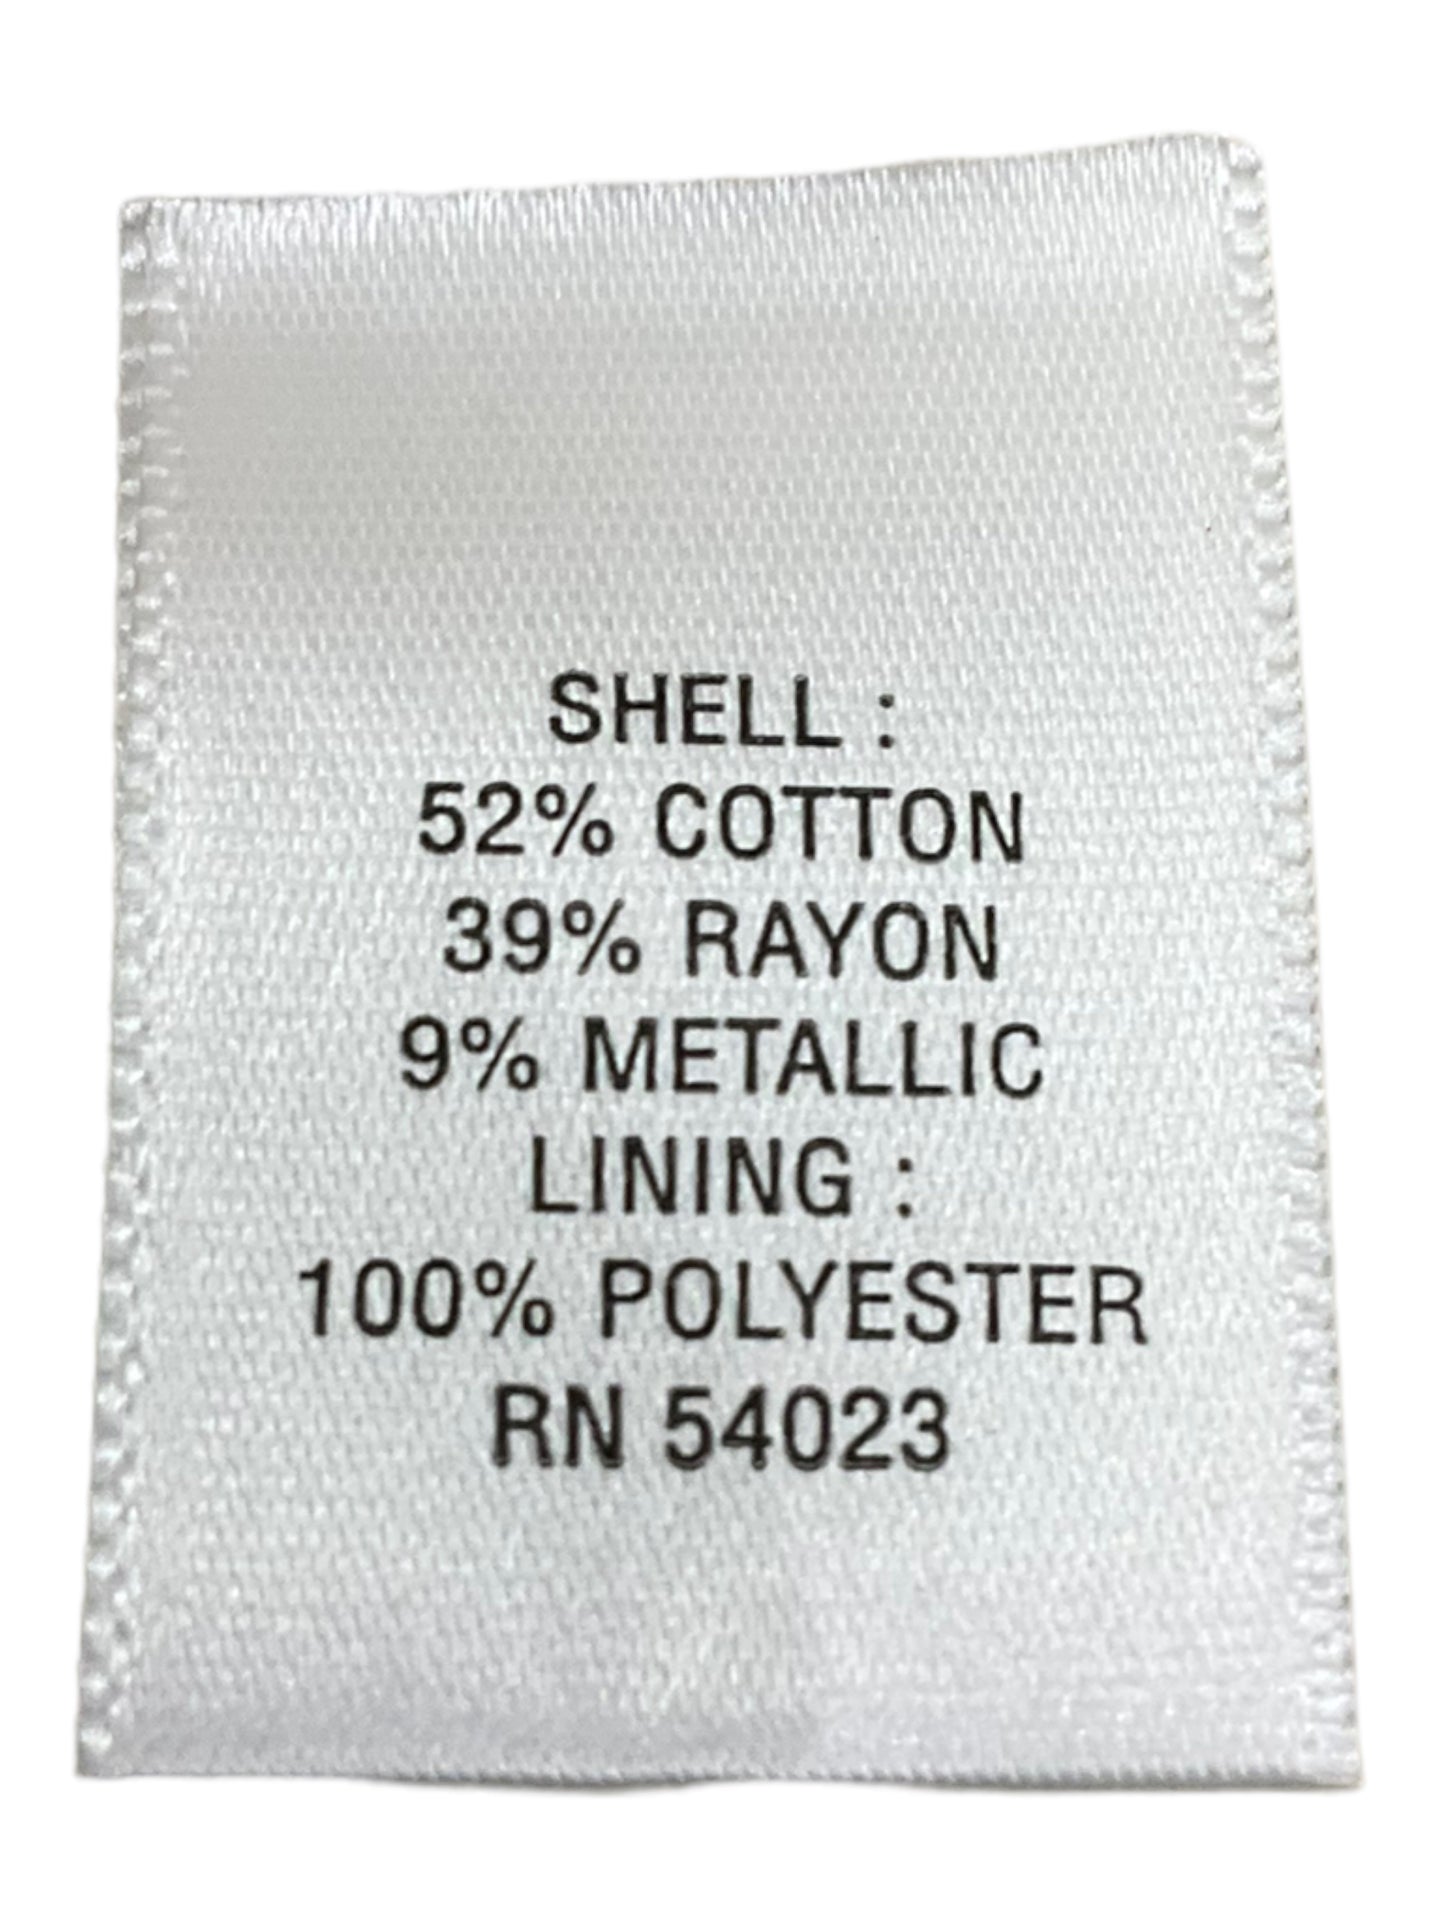 SHELL :
52% COTTON
39% RAYON
9% METALLIC
LINING :
100% POLYESTER
RN 54023